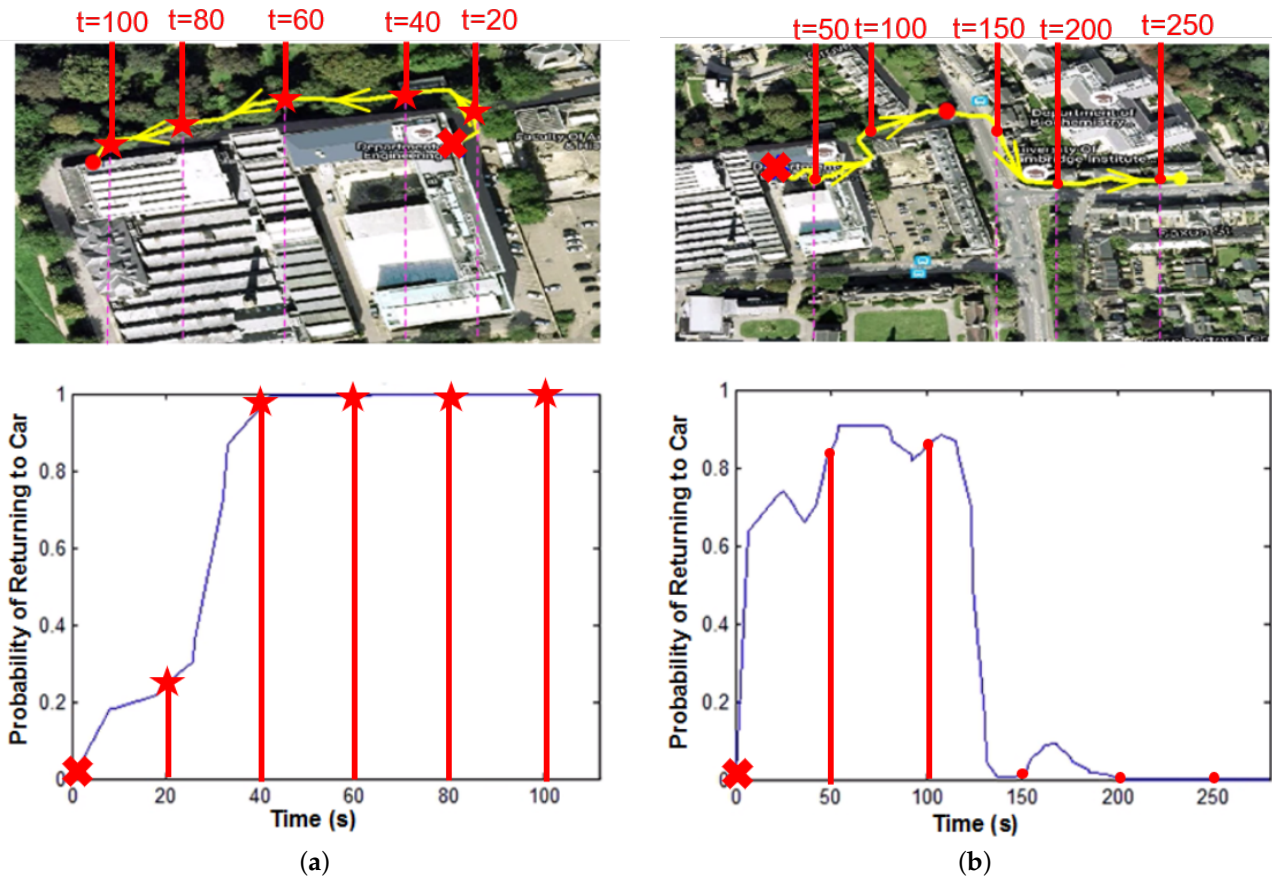 t=100 t=80 t=60 t=40 t=20
t=50 t=100 t=150 t=200 t=250
Department
Engineering
Faculty Of A
& His
Department of
Biochemistry
University Of
mbridge Institute...
Probability of Returning to Car
1
0.8
0.6
0.4
0.2
0
0 20 40 60 80 100
Time (s)
(a)
Probability of Returning to Car
1
0.8
0.6
0.4
0.2
0
0 50 100 150 200 250
Time (s)
(b)